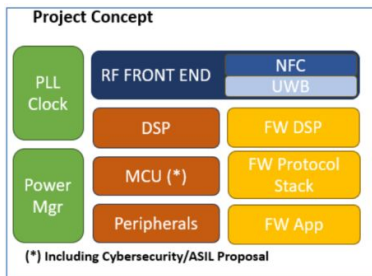 Project Concept
PLL
Clock
RF FRONT END
NFC
UWB
DSP
FW DSP
Power
Mgr
MCU (*)
FW Protocol
Stack
Peripherals
FW App
(*) Including Cybersecurity/ASIL Proposal